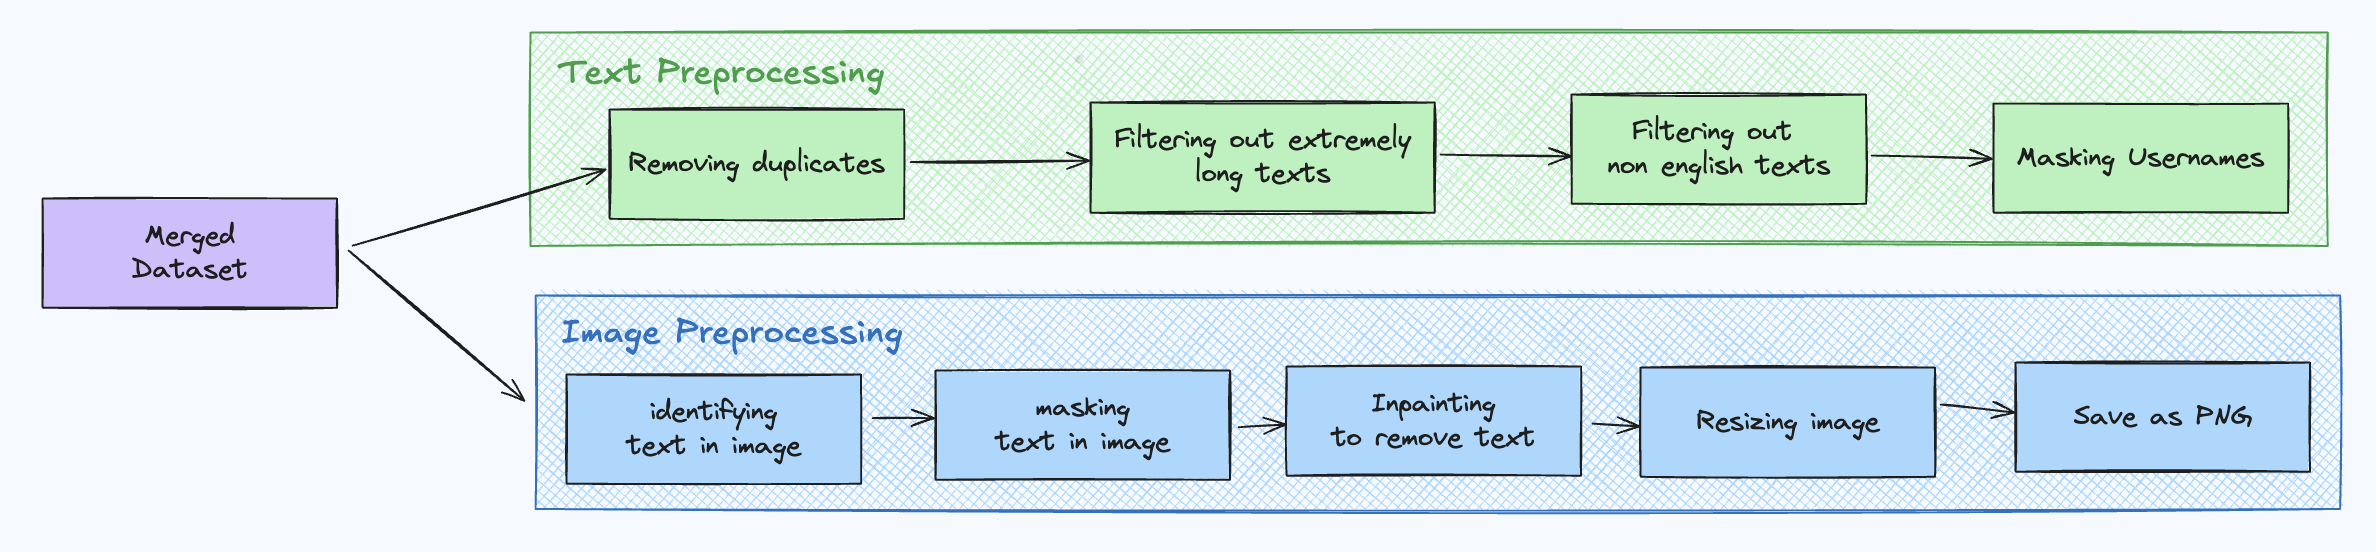 Text Preprocessing
Removing duplicates
Filtering out extremely
long texts
Filtering out
non english texts
Masking Usernames
Merged
Dataset
Image Preprocessing
identifying
text in image
masking
text in image
Inpainting
to remove text
Resizing image
Save as PNG